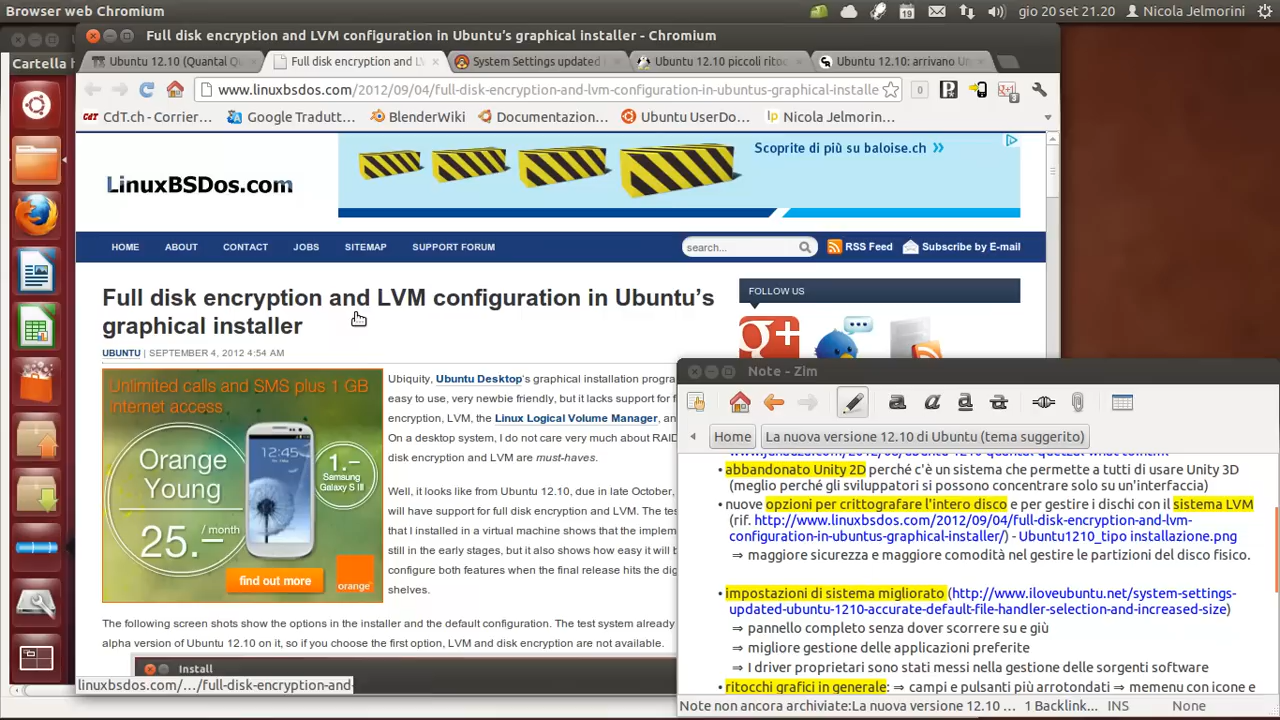 Browser web Chromium
19
gio 20 set 21.20
Nicola Jelmorini
Cartella
Full disk encryption and LVM configuration in Ubuntu's graphical installer - Chromium
Ubuntu 12.10 (Quantal Qu
Full disk encryption and LV
System Settings updated
Ubuntu 12.10 piccoli ritoc
Ubuntu 12.10: arrivano Un
www.linuxbsdos.com/2012/09/04/full-disk-encryption-and-lvm-configuration-in-ubuntus-graphical-installe
CdT CdT.ch - Corrier...
Google Tradutt...
BlenderWiki
Documentazion...
Ubuntu UserDo...
Nicola Jelmorin...
LinuxBSDos.com
Scoprite di più su baloise.ch »
HOME
ABOUT
CONTACT
JOBS
SITEMAP
SUPPORT FORUM
search...
RSS Feed
Subscribe by E-mail
Full disk encryption and LVM configuration in Ubuntu's
graphical installer
UBUNTU | SEPTEMBER 4, 2012 4:54 AM
FOLLOW US
Unlimited calls and SMS plus 1 GB
internet access
Orange
Young
25.–
/ month
12:45
1.–
Samsung
Galaxy S III
find out more
orange
Ubiquity, Ubuntu Desktop's graphical installation progra
easy to use, very newbie friendly, but it lacks support for f
encryption, LVM, the Linux Logical Volume Manager, an
On a desktop system, I do not care very much about RAID
disk encryption and LVM are must-haves.
Well, it looks like from Ubuntu 12.10, due in late October,
will have support for full disk encryption and LVM. The tes
that I installed in a virtual machine shows that the implem
still in the early stages, but it also shows how easy it will b
configure both features when the final release hits the dig
shelves.
The following screen shots show the options in the installer and the default configuration. The test system already
alpha version of Ubuntu 12.10 on it, so if you choose the first option, LVM and disk encryption are not available.
Install
linuxbsdos.com/.../full-disk-encryption-and-
Note - Zim
Home
La nuova versione 12.10 di Ubuntu (tema suggerito)
• abbandonato Unity 2D perché c'è un sistema che permette a tutti di usare Unity 3D
(meglio perché gli sviluppatori si possono concentrare solo su un'interfaccia)
• nuove opzioni per crittografare l'intero disco e per gestire i dischi con il sistema LVM
(rif. http://www.linuxbsdos.com/2012/09/04/full-disk-encryption-and-lvm-
configuration-in-ubuntus-graphical-installer/) - Ubuntu1210_tipo installazione.png
⇒ maggiore sicurezza e maggiore comodità nel gestire le partizioni del disco fisico.
• impostazioni di sistema migliorato (http://www.iloveubuntu.net/system-settings-
updated-ubuntu-1210-accurate-default-file-handler-selection-and-increased-size)
⇒ pannello completo senza dover scorrere su e giù
⇒ migliore gestione delle applicazioni preferite
⇒ I driver proprietari sono stati messi nella gestione delle sorgenti software
• ritocchi grafici in generale: ⇒ campi e pulsanti più arrotondati ⇒ memenu con icone e
Note non ancora archiviate:La nuova versione 12.10 ...
1 Backlink...
INS
None